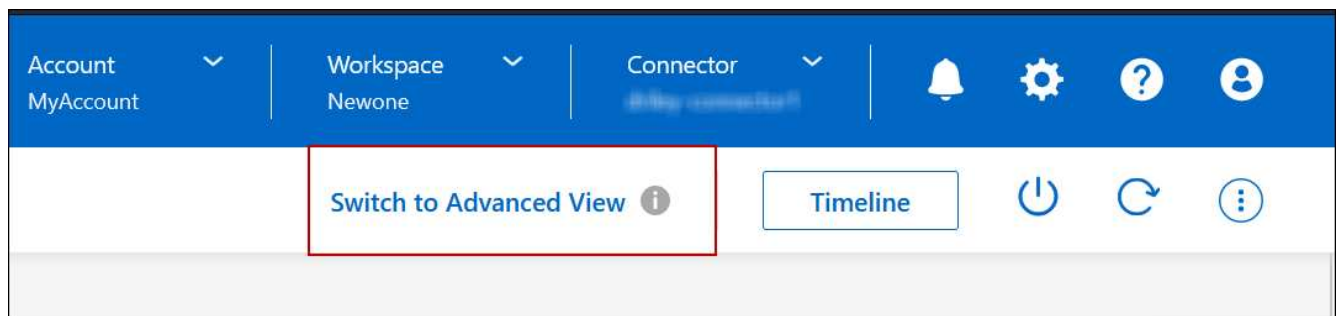 Account
MyAccount
Workspace
Newone
Connector
Switch to Advanced View
Timeline